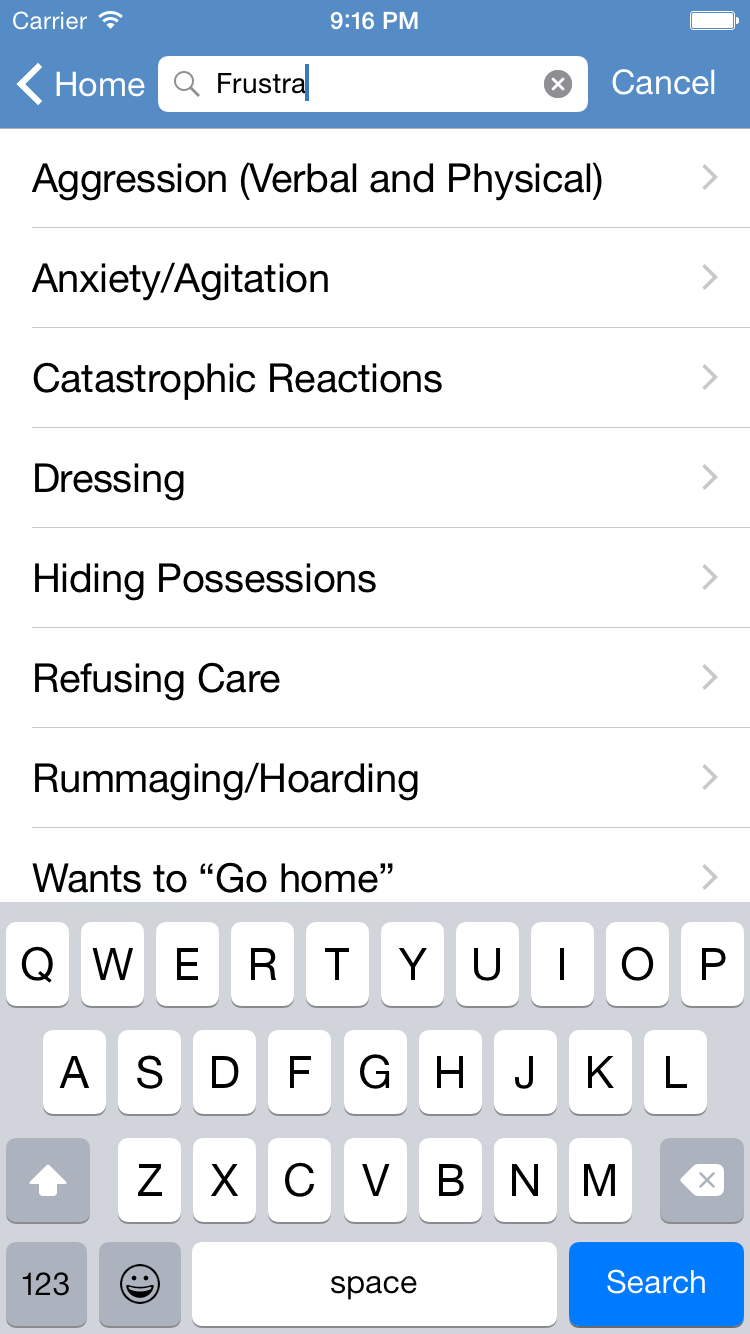 Carrier 9:16 PM
Home Frustra Cancel
Aggression (Verbal and Physical)
Anxiety/Agitation
Catastrophic Reactions
Dressing
Hiding Possessions
Refusing Care
Rummaging/Hoarding
Wants to “Go home”
Q W E R T Y U I O P
A S D F G H J K L
Z X C V B N M
123 space Search